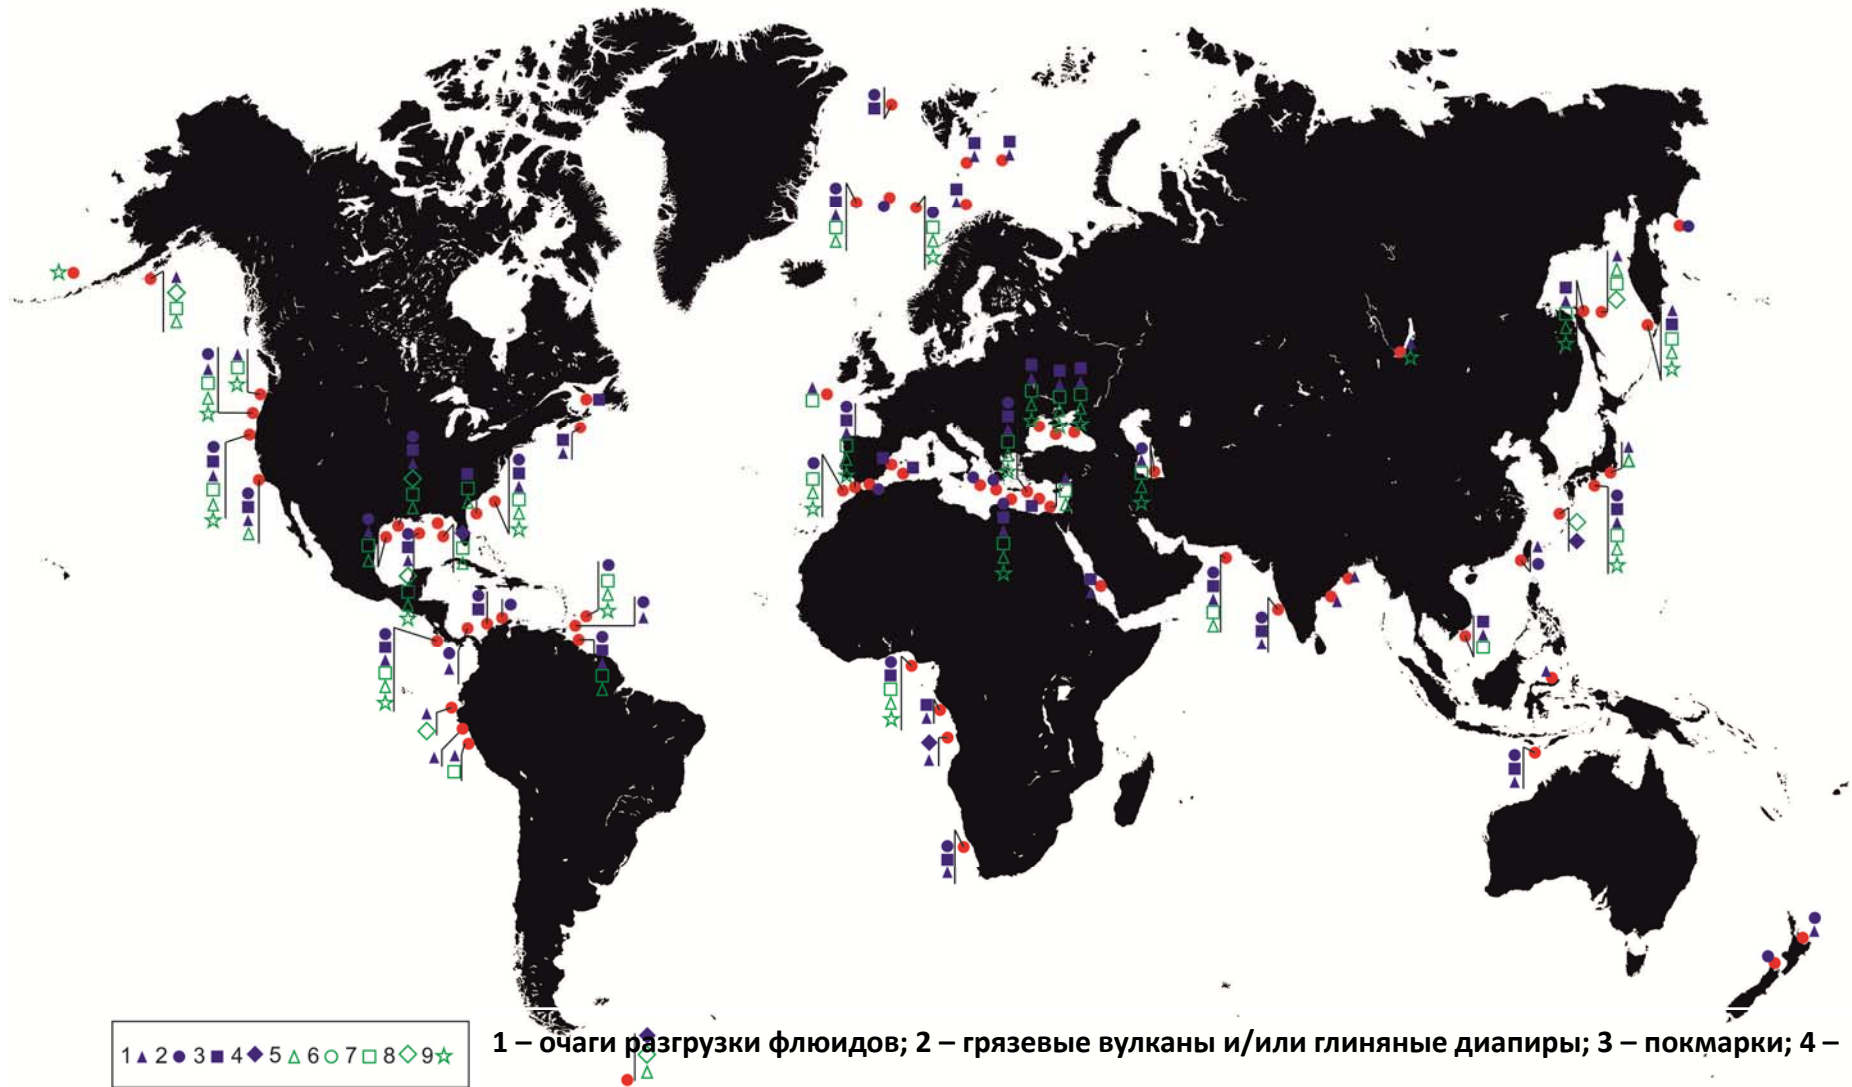 1 2 3 4 5 6 7 8 9
1 – очаги разгрузки флюидов; 2 – грязевые вулканы и/или глиняные диапиры; 3 – покмарки; 4 –